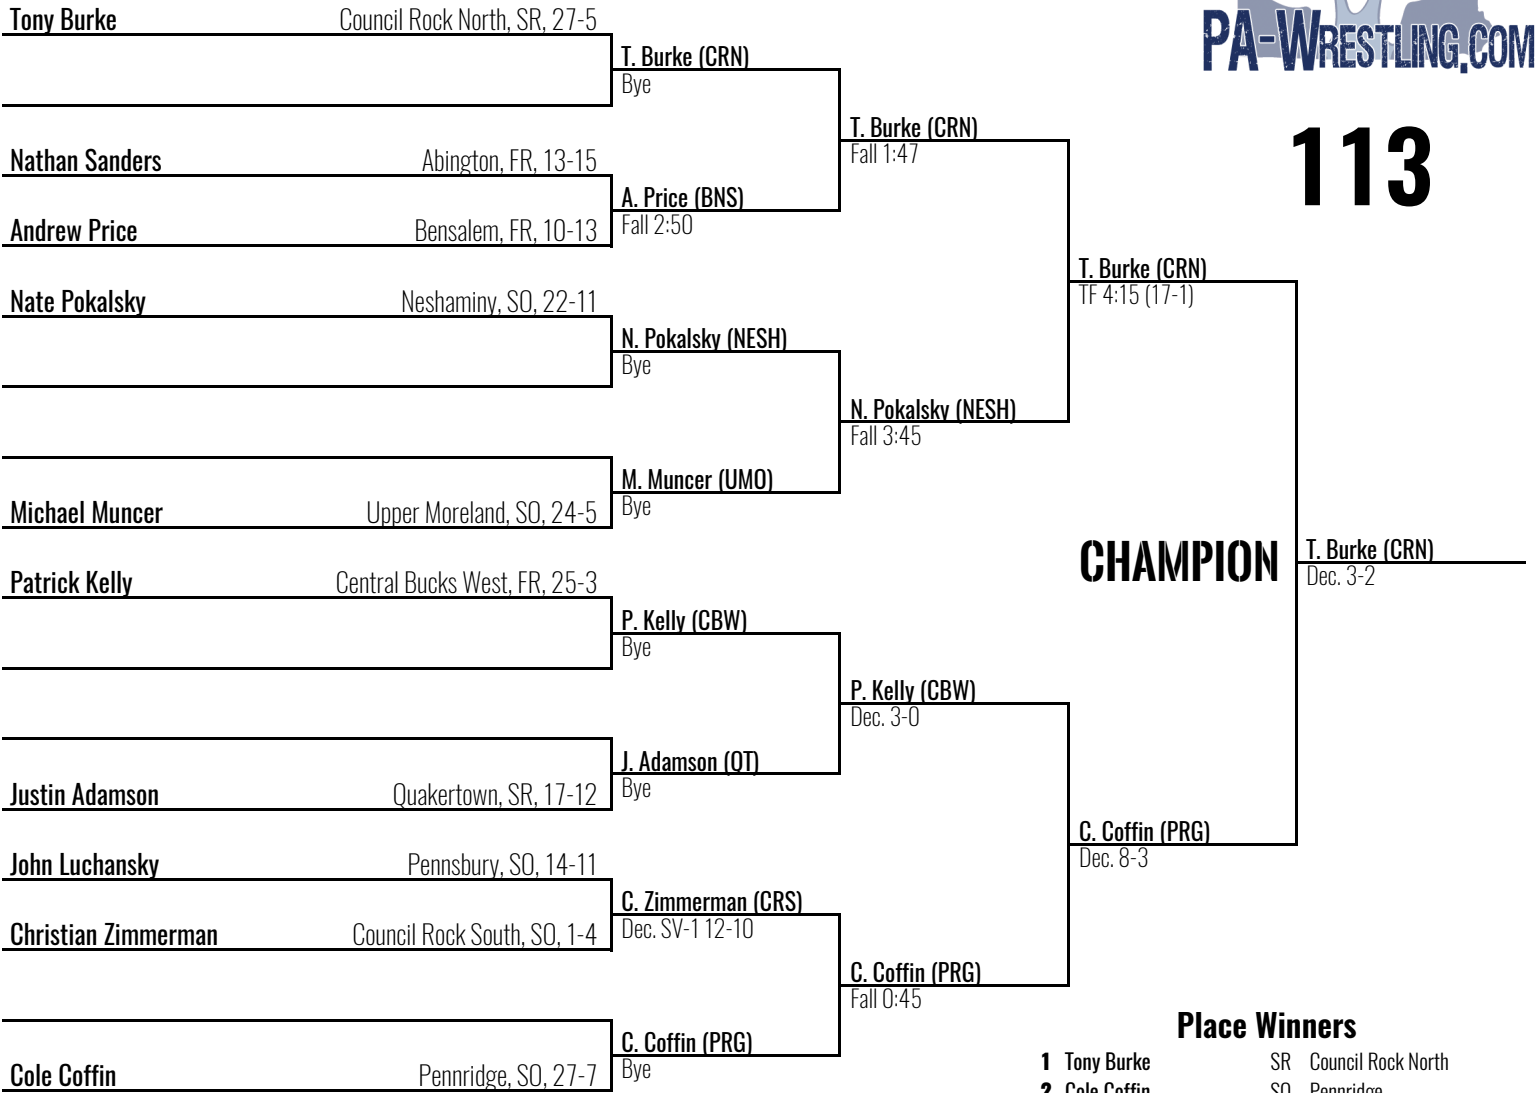 Tony Burke Council Rock North, SR, 27-5
PA-WRESTLING.COM
T. Burke (CRN)
Bye
T. Burke (CRN)
Fall 1:47
113
Nathan Sanders Abington, FR, 13-15
A. Price (BNS)
Fall 2:50
Andrew Price Bensalem, FR, 10-13
T. Burke (CRN)
TF 4:15 (17-1)
Nate Pokalsky Neshaminy, SO, 22-11
N. Pokalsky (NESH)
Bye
N. Pokalsky (NESH)
Fall 3:45
M. Muncer (UMO)
Bye
Michael Muncer Upper Moreland, SO, 24-5
CHAMPION
T. Burke (CRN)
Dec. 3-2
Patrick Kelly Central Bucks West, FR, 25-3
P. Kelly (CBW)
Bye
P. Kelly (CBW)
Dec. 3-0
J. Adamson (QT)
Bye
Justin Adamson Quakertown, SR, 17-12
C. Coffin (PRG)
Dec. 8-3
John Luchansky Pennsbury, SO, 14-11
C. Zimmerman (CRS)
Dec. SV-1 12-10
Christian Zimmerman Council Rock South, SO, 1-4
C. Coffin (PRG)
Fall 0:45
C. Coffin (PRG)
Bye
Cole Coffin Pennridge, SO, 27-7
Place Winners
1 Tony Burke SR Council Rock North
2 Cole Coffin SO Pennridge